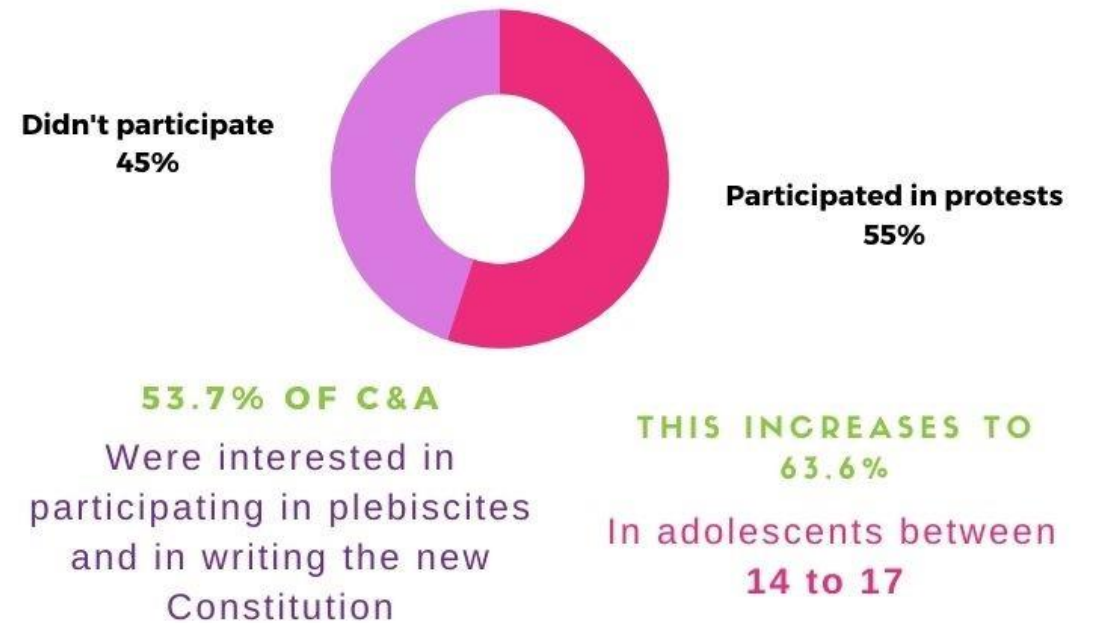 Didn't participate
45%
Participated in protests
55%
53.7% OF C&A
Were interested in
participating in plebiscites
and in writing the new
Constitution
THIS INCREASES TO
63.6%
In adolescents between
14 to 17